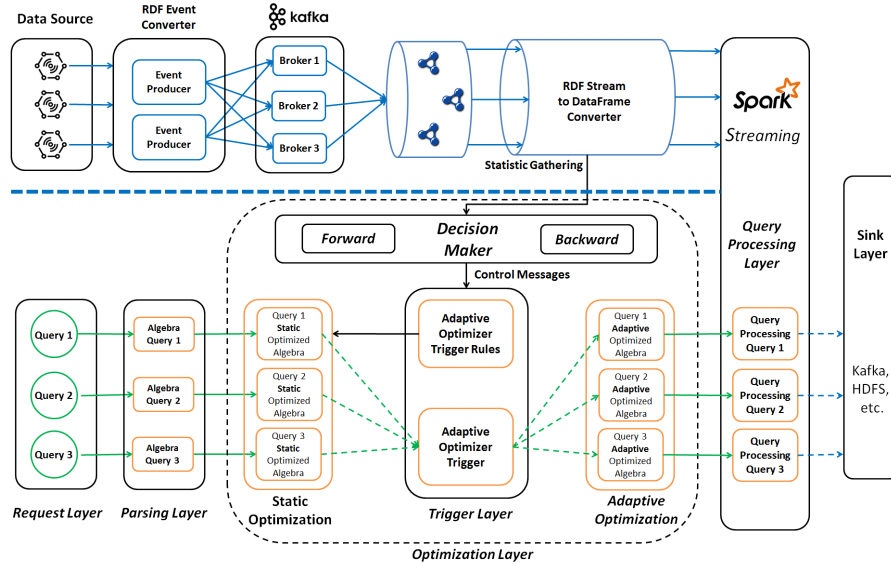 Data Source
RDF Event
Converter
kafka
Event
Producer
Event
Producer
Broker 1
Broker 2
Broker 3
RDF Stream
to DataFrame
Converter
Spark
Streaming
Statistic Gathering
Decision
Maker
Forward
Backward
Control Messages
Query
Processing
Layer
Sink
Layer
Query 1
Query 2
Query 3
Algebra
Query 1
Algebra
Query 2
Algebra
Query 3
Query 1
Static
Optimized
Algebra
Query 2
Static
Optimized
Algebra
Query 3
Static
Optimized
Algebra
Adaptive
Optimizer
Trigger Rules
Adaptive
Optimizer
Trigger
Query 1
Adaptive
Optimized
Algebra
Query 2
Adaptive
Optimized
Algebra
Query 3
Adaptive
Optimized
Algebra
Query
Processing
Query 1
Query
Processing
Query 2
Query
Processing
Query 3
Kafka,
HDFS,
etc.
Request Layer
Parsing Layer
Static
Optimization
Trigger Layer
Adaptive
Optimization
Optimization Layer